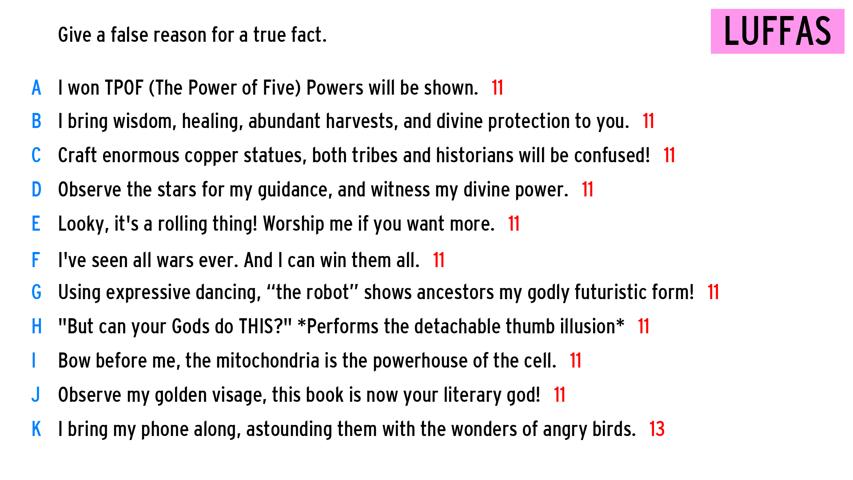 Give a false reason for a true fact.
LUFFAS
A I won TPOF (The Power of Five) Powers will be shown. 11
B I bring wisdom, healing, abundant harvests, and divine protection to you. 11
C Craft enormous copper statues, both tribes and historians will be confused! 11
D Observe the stars for my guidance, and witness my divine power. 11
E Looky, it's a rolling thing! Worship me if you want more. 11
F I've seen all wars ever. And I can win them all. 11
G Using expressive dancing, “the robot” shows ancestors my godly futuristic form! 11
H "But can your Gods do THIS?" *Performs the detachable thumb illusion* 11
I Bow before me, the mitochondria is the powerhouse of the cell. 11
J Observe my golden visage, this book is now your literary god! 11
K I bring my phone along, astounding them with the wonders of angry birds. 13